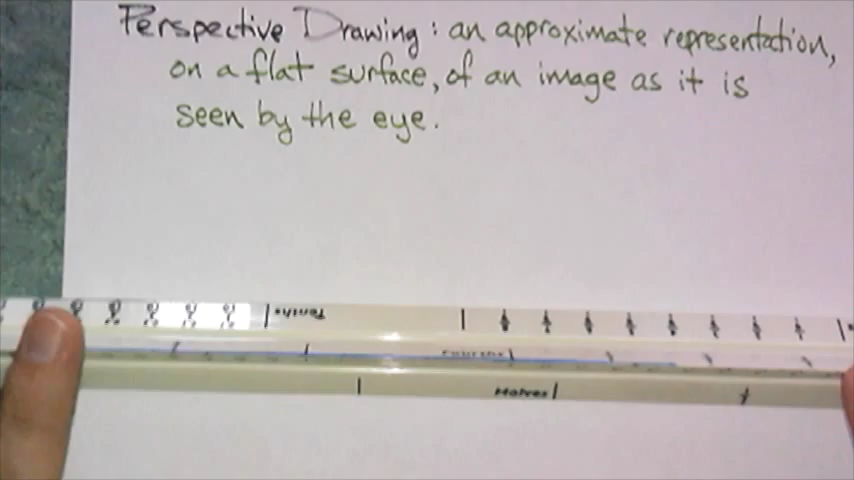 Perspective Drawing: an approximate representation,
on a flat surface, of an image as it is
seen by the eye.
Tenths
Halves